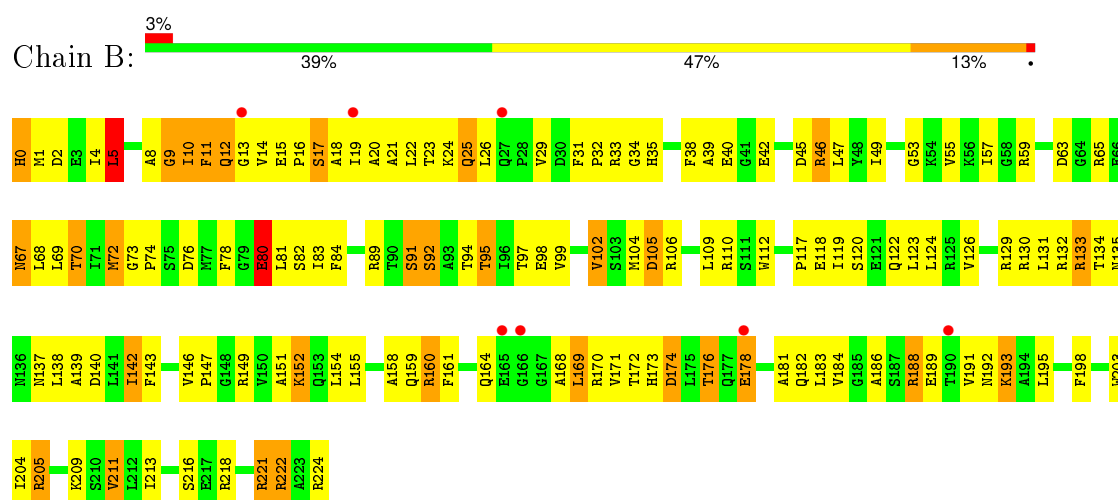 3%
Chain B:
39% 47% 13% •
H0 M1 D2 E3 I4 L5 A8 G9 I10 F11 Q12 G13 V14 E15 P16 S17 A18 I19 A20 A21 L22 T23 K24 Q25 L26 Q27 P28 V29 D30 F31 P32 R33 G34 H35 F38 A39 E40 G41 E42 D45 R46 L47 Y48 I49 G53 K54 V55 K56 I57 G58 R59 D63 G64 R65 E66
N67 L68 L69 T70 I71 M72 G73 P74 S75 D76 M77 F78 G79 E80 L81 S82 I83 F84 R89 T90 S91 S92 A93 T94 T95 I96 T97 E98 V99 V102 S103 M104 D105 R106 L109 R110 S111 W112 P117 E118 I119 S120 E121 Q122 L123 L124 R125 V126 R129 R130 L131 R132 R133 T134 N135
N136 N137 L138 A139 D140 L141 I142 F143 V146 P147 G148 R149 V150 A151 K152 Q153 L154 L155 A158 Q159 R160 F161 Q164 E165 G166 G167 A168 L169 R170 V171 T172 H173 D174 L175 T176 Q177 E178 A181 Q182 L183 V184 G185 A186 S187 R188 E189 T190 V191 N192 K193 A194 L195 F198 W203
I204 R205 K209 S210 V211 L212 I213 S216 E217 R218 R221 R222 A223 R224